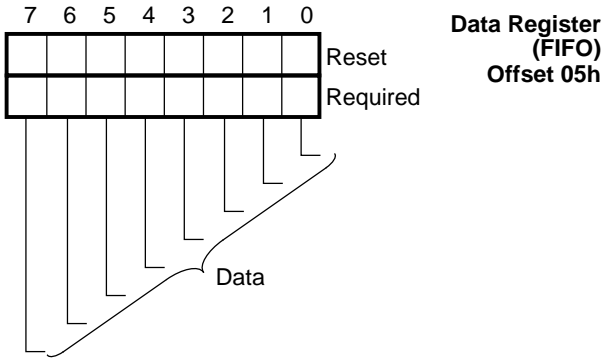 7 6 5 4 3 2 1 0
Data Register
(FIFO)
Offset 05h
Reset
Required
Data